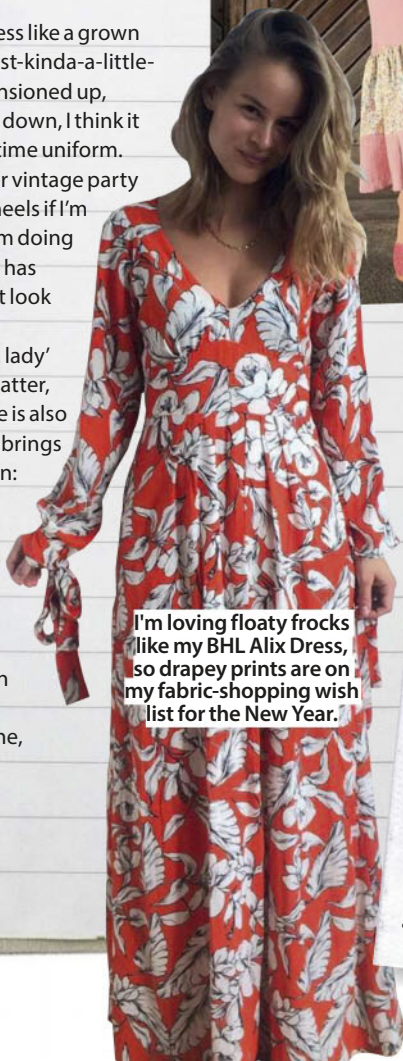 ess like a grown
st-kinda-a-little-
nsioned up,
down, I think it
time uniform.
r vintage party
heels if I'm
m doing
has
t look
lady'
atter,
e is also
brings
n:
I'm loving floaty frocks
like my BHL Alix Dress,
so drapey prints are on
my fabric-shopping wish
list for the New Year.
n
ne,